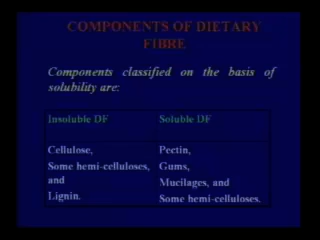 COMPONENTS OF DIETARY
FIBRE
Components classified on the basis of
solubility are:
Insoluble DF
Soluble DF
Cellulose,
Some hemi-celluloses,
and
Lignin.
Pectin,
Gums,
Mucilages, and
Some hemi-celluloses.